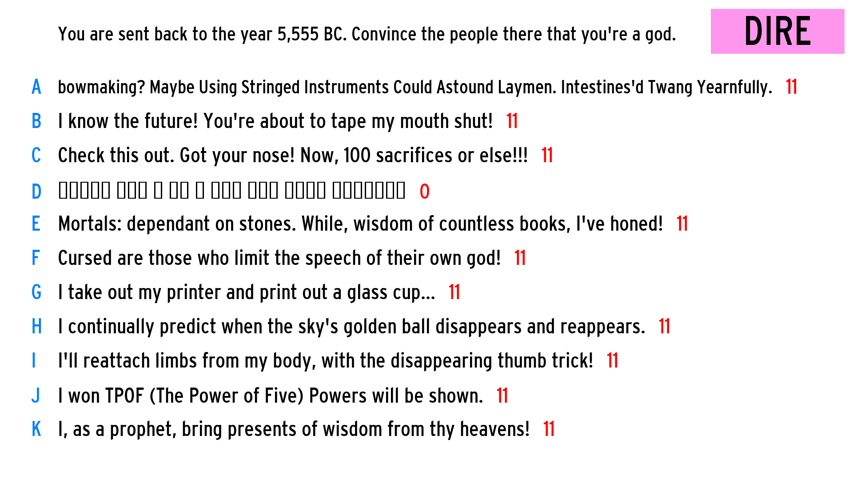 You are sent back to the year 5,555 BC. Convince the people there that you're a god.
DIRE
A bowmaking? Maybe Using Stringed Instruments Could Astound Laymen. Intestines'd Twang Yearnfully. 11
B I know the future! You're about to tape my mouth shut! 11
C Check this out. Got your nose! Now, 100 sacrifices or else!!! 11
D 0
E Mortals: dependant on stones. While, wisdom of countless books, I've honed! 11
F Cursed are those who limit the speech of their own god! 11
G I take out my printer and print out a glass cup... 11
H I continually predict when the sky's golden ball disappears and reappears. 11
I I'll reattach limbs from my body, with the disappearing thumb trick! 11
J I won TPOF (The Power of Five) Powers will be shown. 11
K I, as a prophet, bring presents of wisdom from thy heavens! 11